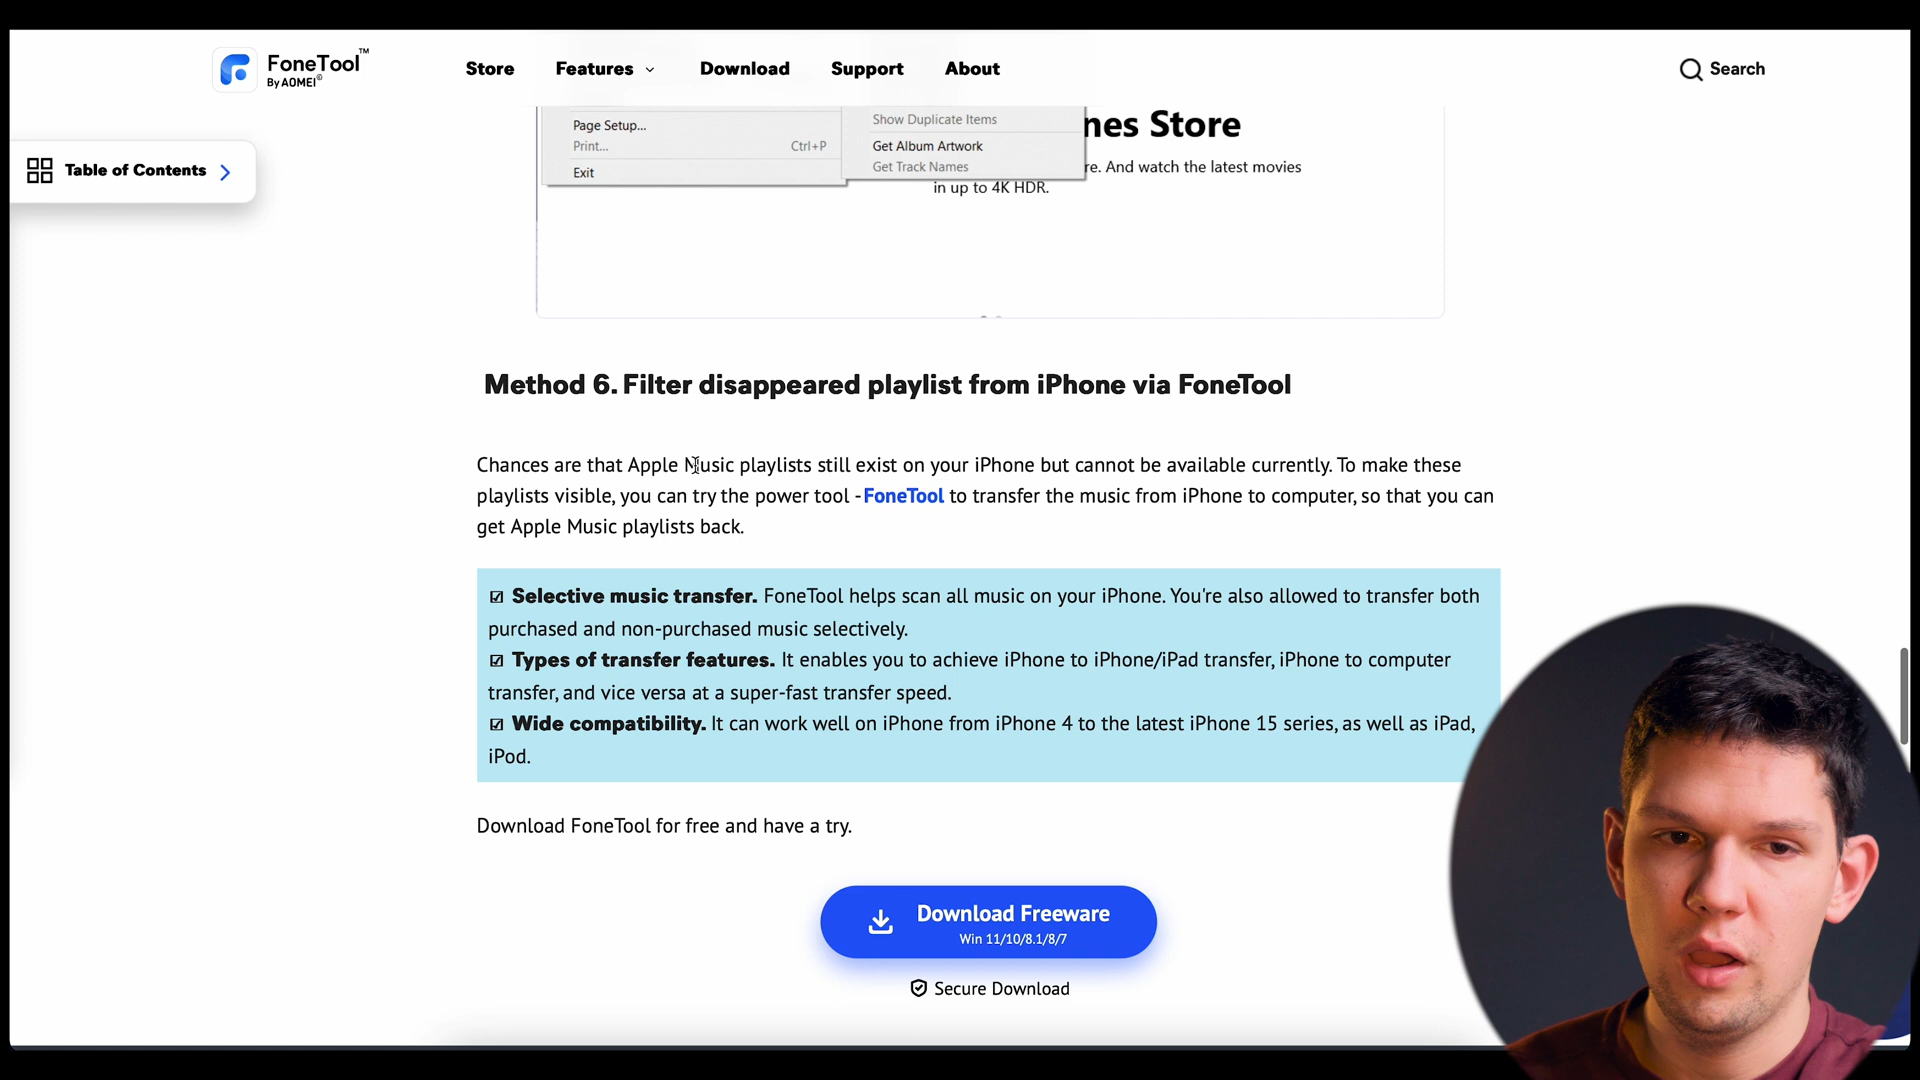 FoneTool™
By AOMEI©
Store
Features
Download
Support
About
Search
Table of Contents
Page Setup...
Print...
Ctrl+P
Exit
Show Duplicate Items
Get Album Artwork
Get Track Names
nes Store
re. And watch the latest movies
in up to 4K HDR.
Method 6. Filter disappeared playlist from iPhone via FoneTool
Chances are that Apple Music playlists still exist on your iPhone but cannot be available currently. To make these
playlists visible, you can try the power tool -FoneTool to transfer the music from iPhone to computer, so that you can
get Apple Music playlists back.
☑ Selective music transfer. FoneTool helps scan all music on your iPhone. You're also allowed to transfer both
purchased and non-purchased music selectively.
☑ Types of transfer features. It enables you to achieve iPhone to iPhone/iPad transfer, iPhone to computer
transfer, and vice versa at a super-fast transfer speed.
☑ Wide compatibility. It can work well on iPhone from iPhone 4 to the latest iPhone 15 series, as well as iPad,
iPod.
Download FoneTool for free and have a try.
Download Freeware
Win 11/10/8.1/8/7
Secure Download